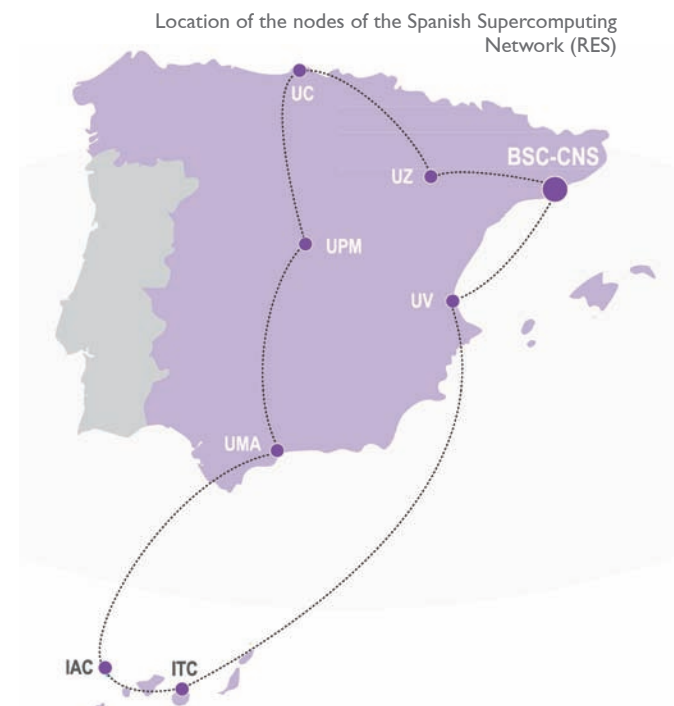 Location of the nodes of the Spanish Supercomputing
Network (RES)
UC
BSC-CNS
UZ
UPM
UV
UMA
IAC
ITC